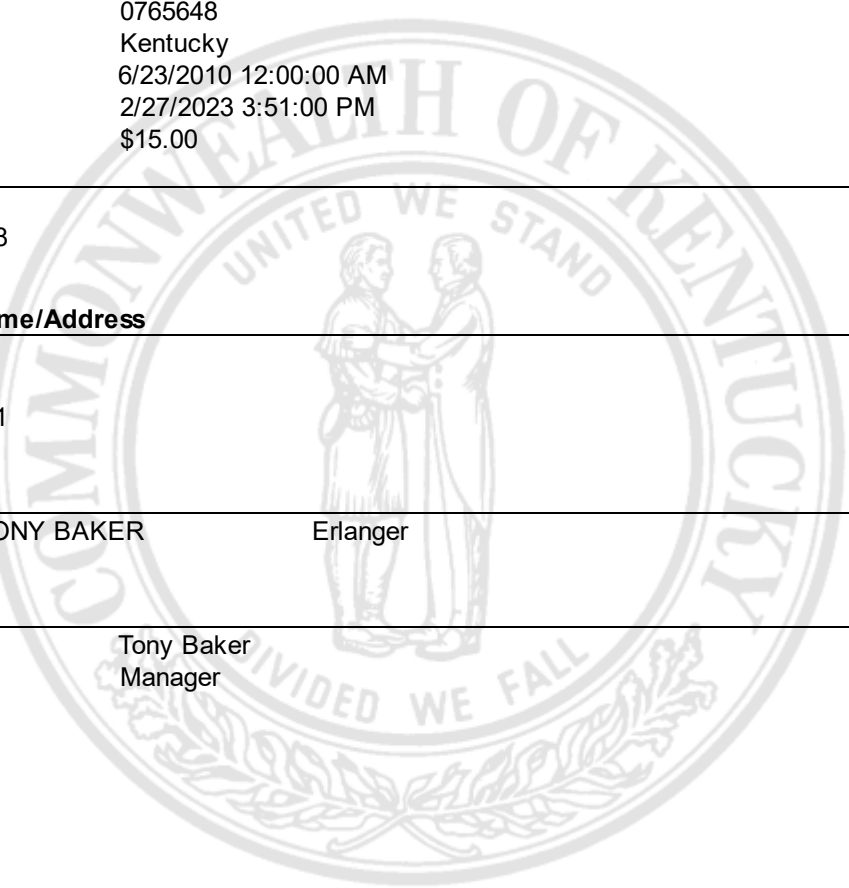 0765648
Kentucky
6/23/2010 12:00:00 AM
2/27/2023 3:51:00 PM
$15.00
COMMONWEALTH OF KENTUCKY
UNITED WE STAND
3
me/Address
1
ONY BAKER Erlanger
Tony Baker
Manager
DIVIDED WE FALL